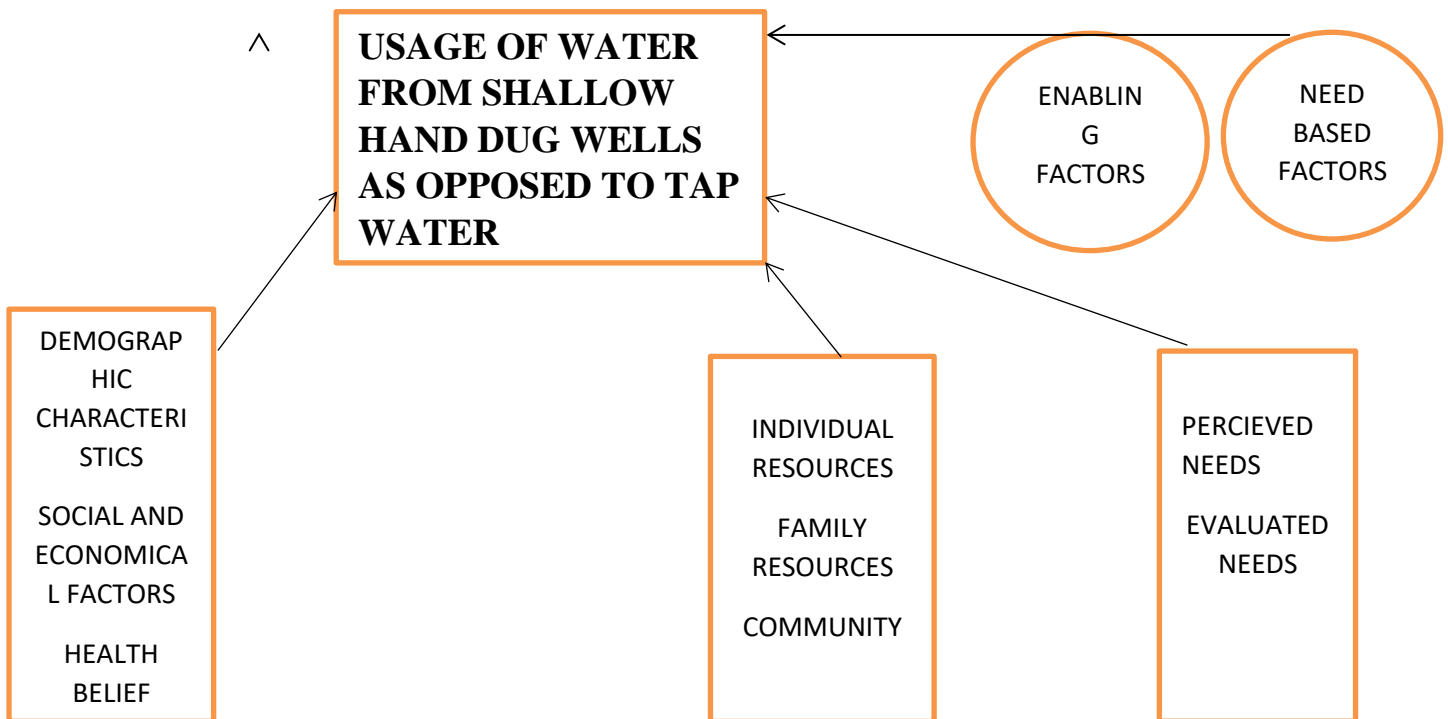 USAGE OF WATER
FROM SHALLOW
HAND DUG WELLS
AS OPPOSED TO TAP
WATER
ENABLIN
G
FACTORS
NEED
BASED
FACTORS
DEMOGRAP
HIC
CHARACTERI
STICS
SOCIAL AND
ECONOMICA
L FACTORS
HEALTH
BELIEF
INDIVIDUAL
RESOURCES
FAMILY
RESOURCES
COMMUNITY
PERCIEVED
NEEDS
EVALUATED
NEEDS